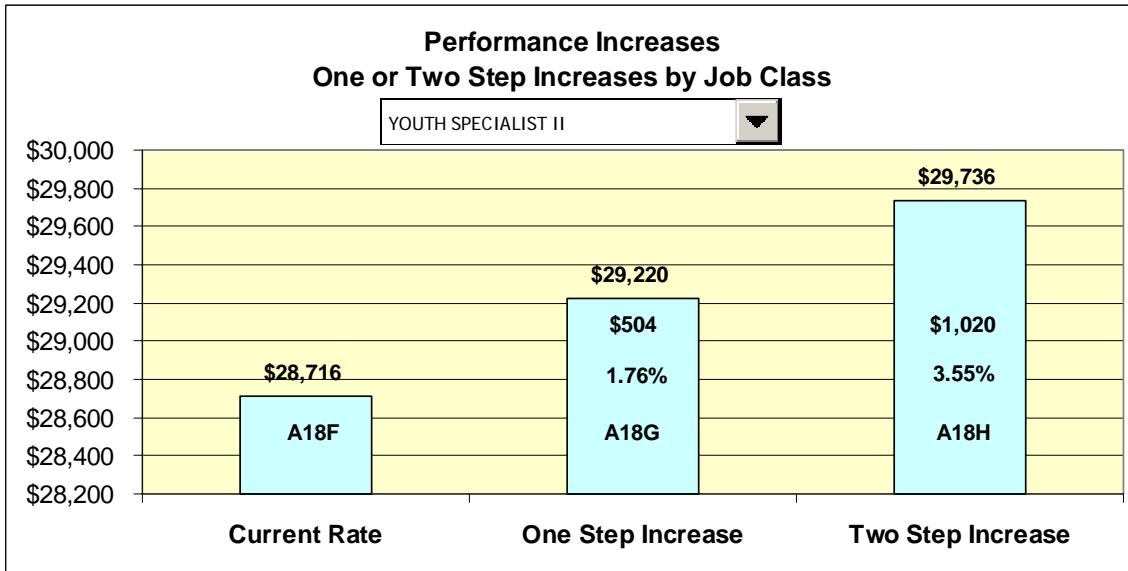 Performance Increases
One or Two Step Increases by Job Class
YOUTH SPECIALIST II
$30,000
$29,800
$29,600
$29,400
$29,200
$29,000
$28,800
$28,600
$28,400
$28,200
$28,716
A18F
$29,220
$504
1.76%
A18G
$29,736
$1,020
3.55%
A18H
Current Rate
One Step Increase
Two Step Increase